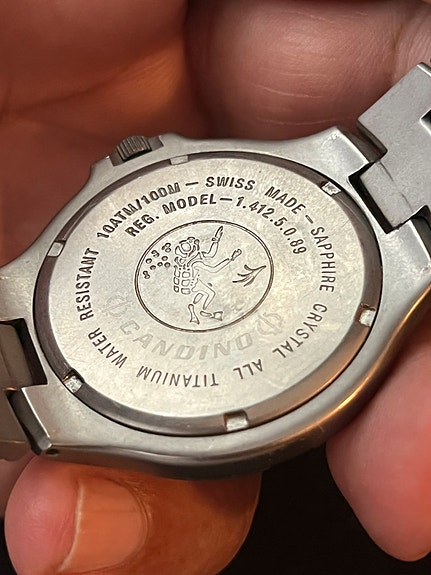 WATER RESISTANT 10ATM/100M – SWISS MADE – SAPPHIRE CRYSTAL ALL TITANIUM
REG. MODEL – 1.412.5.0.89
CANDINO